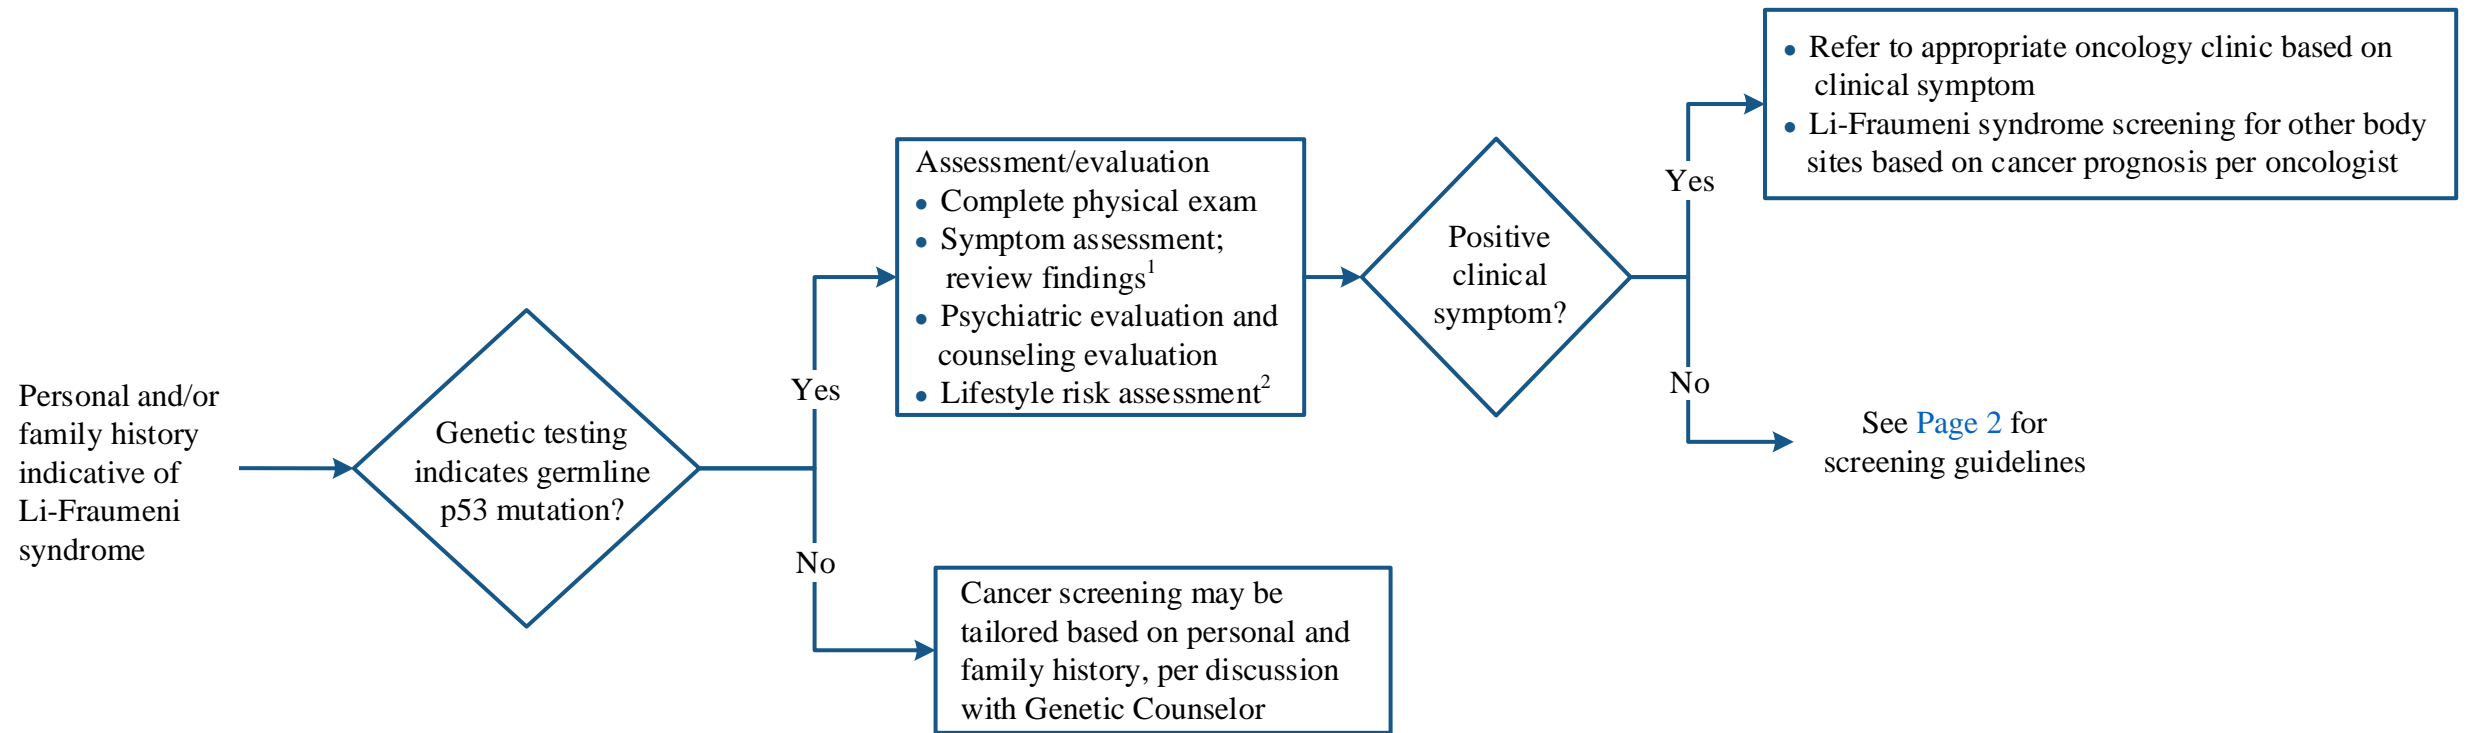 Personal and/or
family history
indicative of
Li-Fraumeni
syndrome
Genetic testing
indicates germline
p53 mutation?
Yes
No
Assessment/evaluation
● Complete physical exam
● Symptom assessment;
review findings1
● Psychiatric evaluation and
counseling evaluation
● Lifestyle risk assessment2
Cancer screening may be
tailored based on personal and
family history, per discussion
with Genetic Counselor
Positive
clinical
symptom?
Yes
No
● Refer to appropriate oncology clinic based on
clinical symptom
● Li-Fraumeni syndrome screening for other body
sites based on cancer prognosis per oncologist
See Page 2 for
screening guidelines